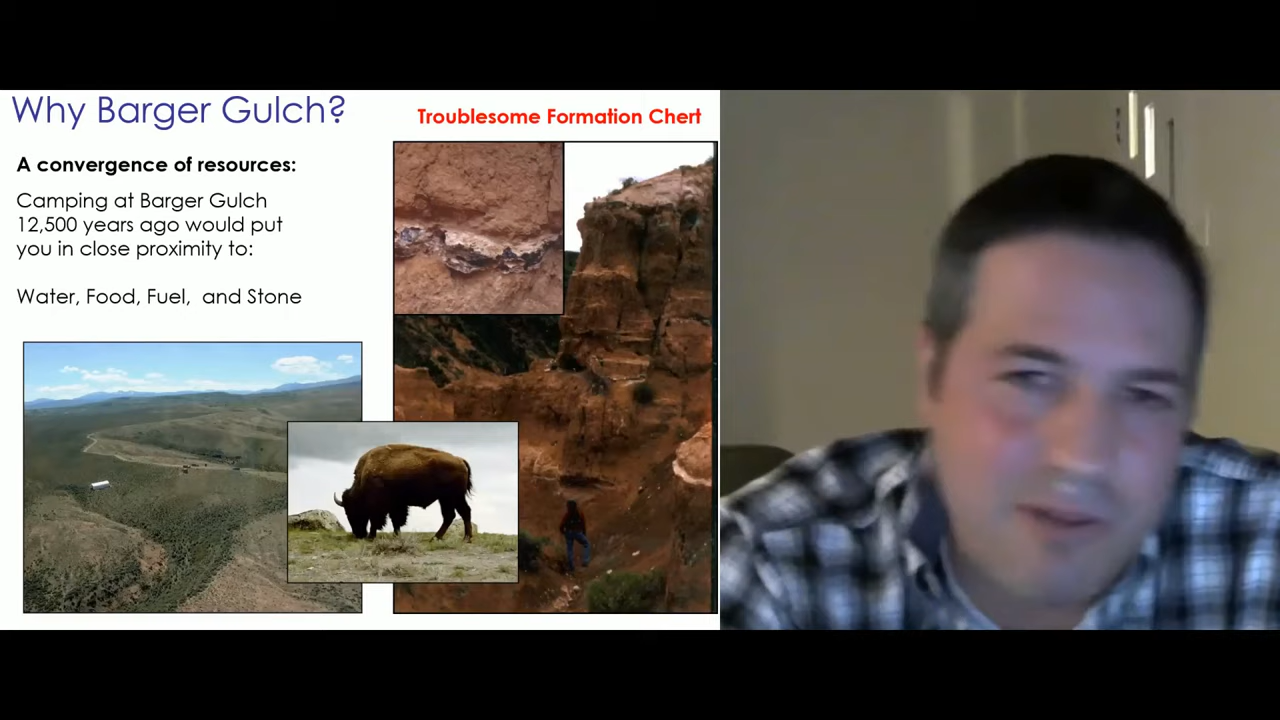 Why Barger Gulch?
Troublesome Formation Chert
A convergence of resources:
Camping at Barger Gulch
12,500 years ago would put
you in close proximity to:
Water, Food, Fuel,  and Stone